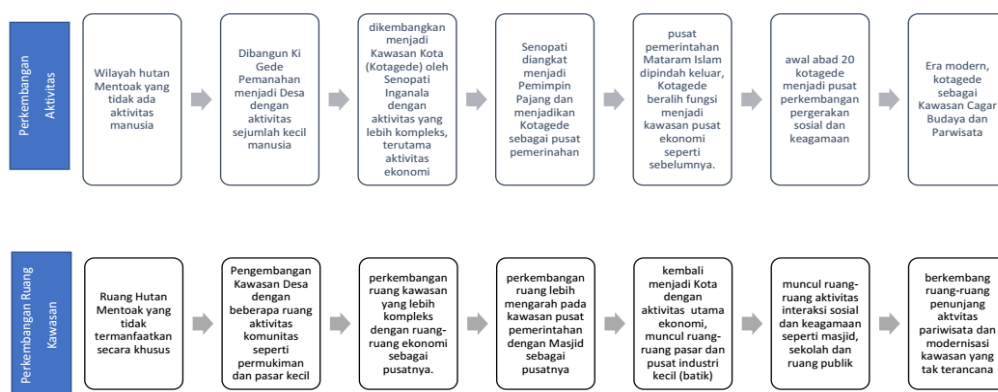 Perkembangan
Aktivitas
Wilayah hutan
Mentoak yang
tidak ada
aktivitas
manusia
Dibangun Ki
Gede
Pemanahan
menjadi Desa
dengan
aktivitas
sejumlah kecil
manusia
dikembangkan
menjadi
Kawasan Kota
(Kotagede) oleh
Senopati
Inganala
dengan
aktivitas yang
lebih kompleks,
terutama
aktivitas
ekonomi
Senopati
diangkat
menjadi
Pemimpin
Pajang dan
menjadikan
Kotagede
sebagai pusat
pemerinahan
pusat
pemerintahan
Mataram Islam
dipindah keluar,
Kotagede
beralih fungsi
menjadi
kawasan pusat
ekonomi
seperti
sebelumnya.
awal abad 20
kotagede
menjadi pusat
perkembangan
pergerakan
sosial dan
keagamaan
Era modern,
kotagede
sebagai
Kawasan Cagar
Budaya dan
Parwisata
Perkembangan Ruang
Kawasan
Ruang Hutan
Mentoak yang
tidak
termanfaatkan
secara khusus
Pengembangan
Kawasan Desa
dengan
beberapa ruang
aktivitas
komunitas
seperti
permukiman
dan pasar kecil
perkembangan
ruang kawasan
yang lebih
kompleks
dengan ruang-
ruang ekonomi
sebagai
pusatnya.
perkembangan
ruang lebih
mengarah pada
kawasan pusat
pemerintahan
dengan Masjid
sebagai
pusatnya
kembali
menjadi Kota
dengan
aktivitas utama
ekonomi,
muncul ruang-
ruang pasar dan
pusat industri
kecil (batik)
muncul ruang-
ruang aktivitas
interaksi sosial
dan keagamaan
seperti masjid,
sekolah dan
ruang publik
berkembang
ruang-ruang
penunjang
aktvitas
pariwisata dan
modernisasi
kawasan yang
tak terancana